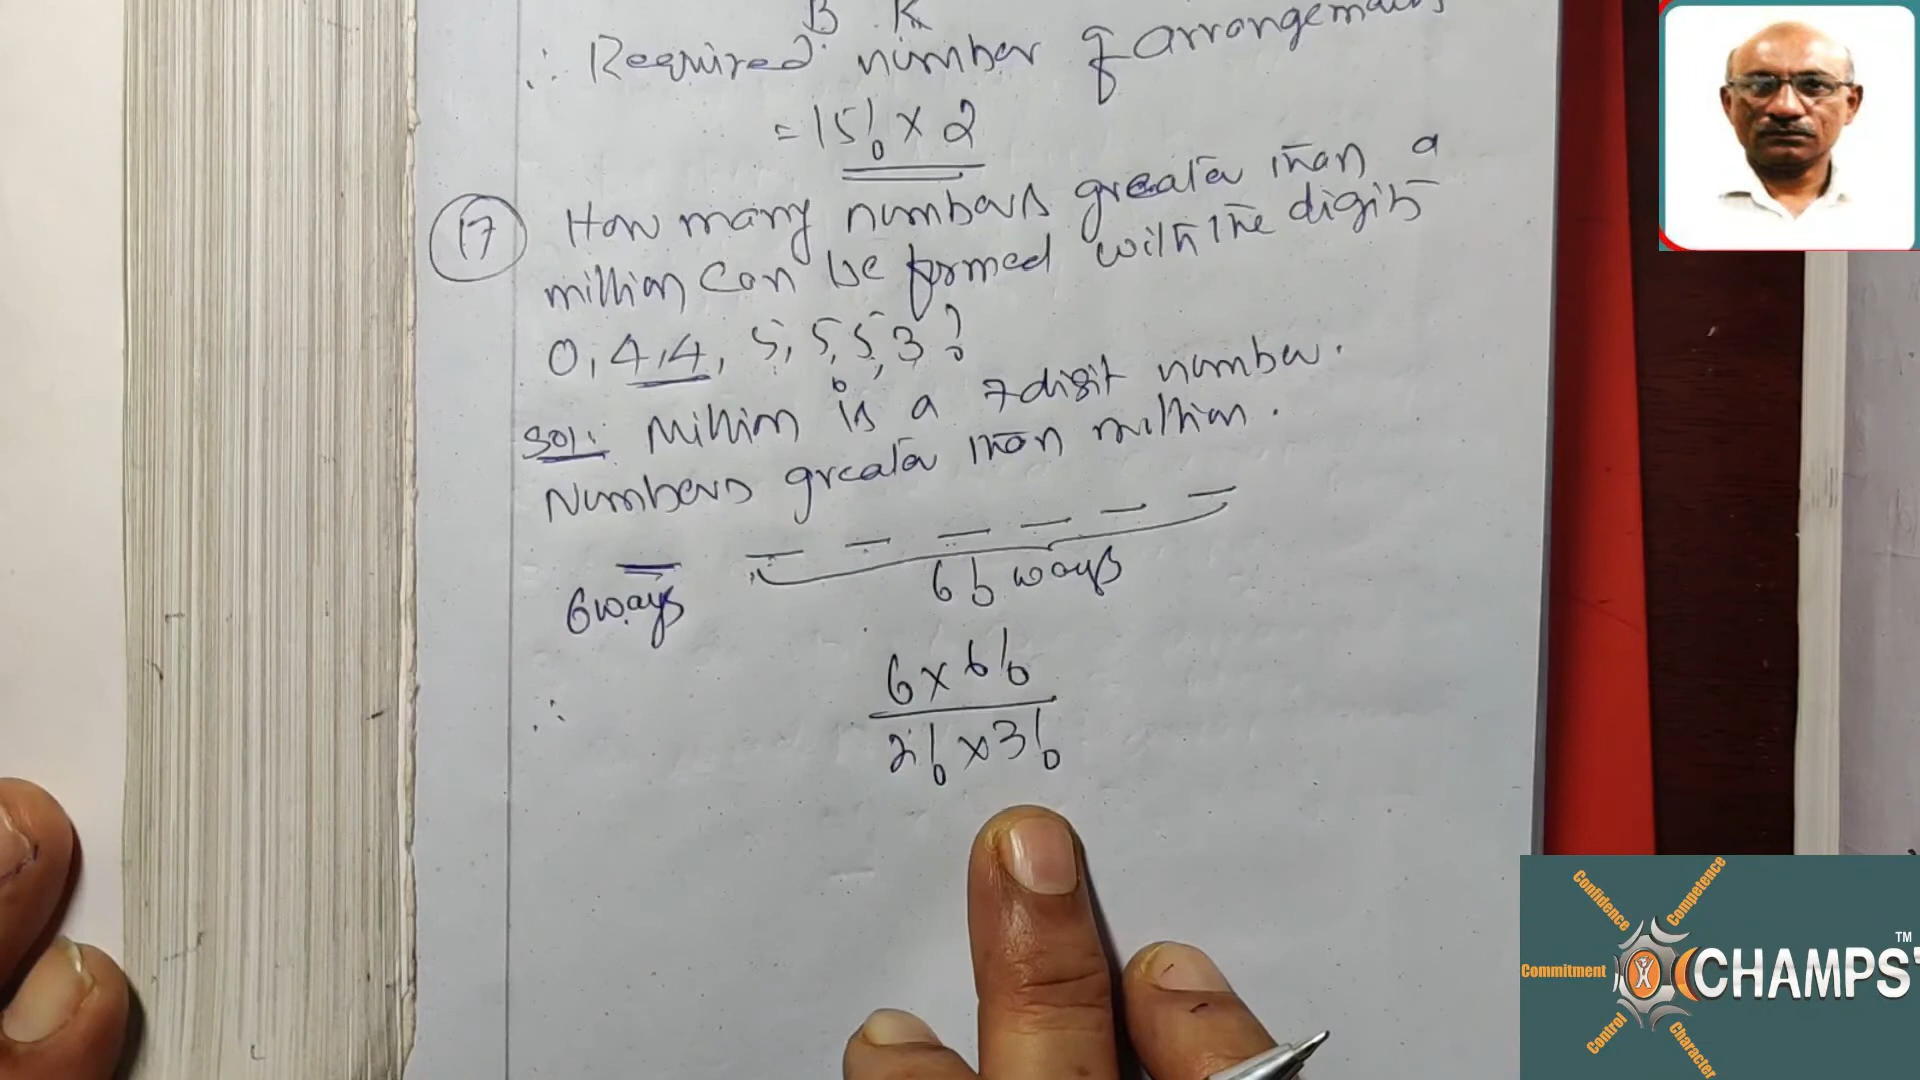 B. R
∴ Required number of arrangements
= 15! × 2
17 How many numbers greater than a
million can be formed with the digits
0, 4, 4, 5, 5, 5, 3 ?
Sol: Million is a 7 digit number.
Numbers greater than million.
6 ways
6! ways
∴ 6 × 6!
2! × 3!
Confidence
Competence
Commitment
CHAMPS TM
Control
Character